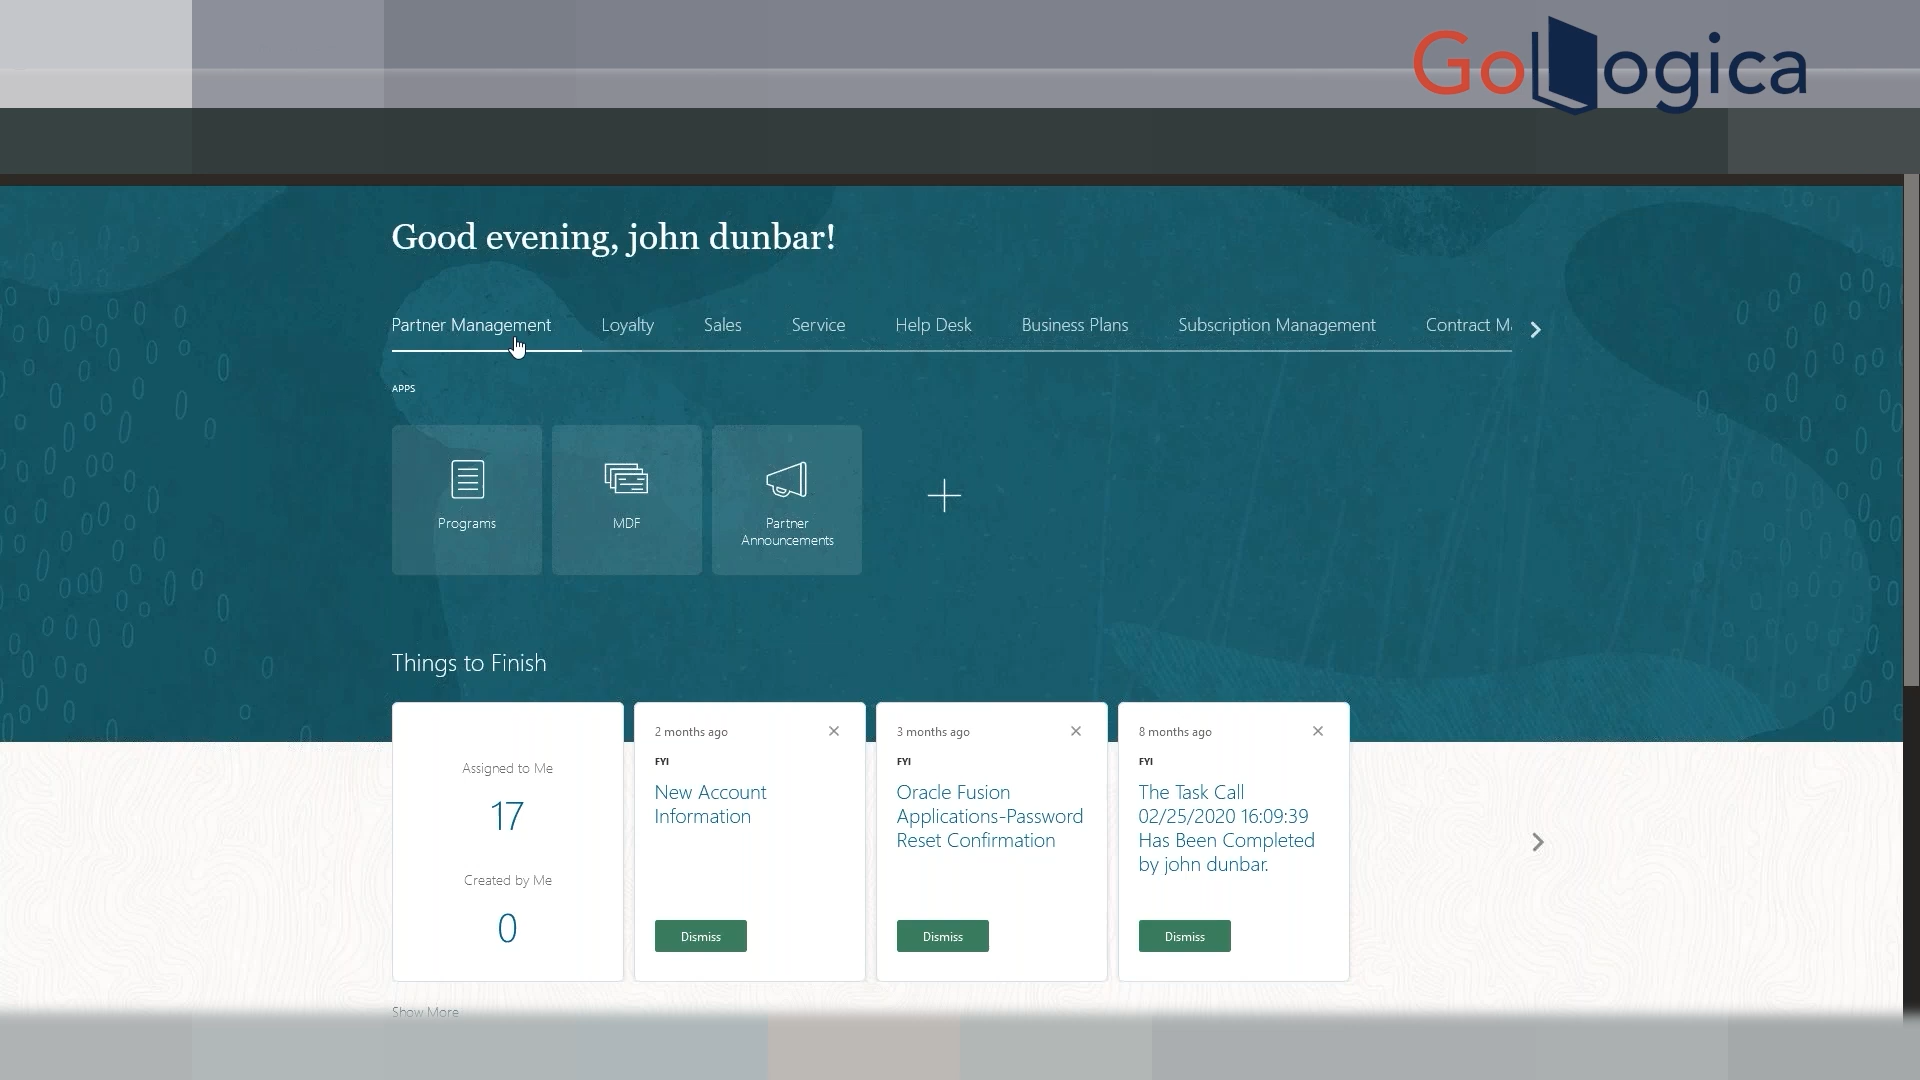 GoLogica
Good evening, john dunbar!
Partner Management Loyalty Sales Service Help Desk Business Plans Subscription Management Contract M
APPS
Programs
MDF
Partner
Announcements
Things to Finish
Assigned to Me
17
Created by Me
0
2 months ago
FYI
New Account
Information
Dismiss
3 months ago
FYI
Oracle Fusion
Applications-Password
Reset Confirmation
Dismiss
8 months ago
FYI
The Task Call
02/25/2020 16:09:39
Has Been Completed
by john dunbar.
Dismiss
Show More